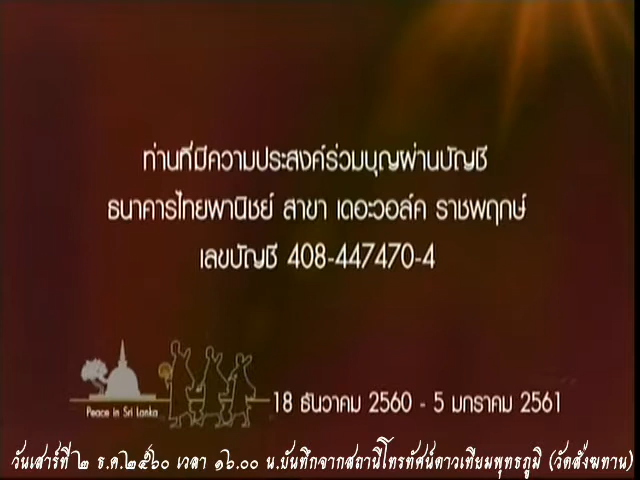 ท่านที่มีความประสงค์ร่วมบุญผ่านบัญชี
ธนาคารไทยพานิชย์ สาขา เดอะวอล์ค ราชพฤกษ์
เลขบัญชี 408-447470-4
Peace in Sri Lanka
18 ธันวาคม 2560 - 5 มกราคม 2561
วันเสาร์ที่ ๒ ธ.ค.๒๕๖๐ เวลา ๑๖.๐๐ น.บันทึกจากสถานีโทรทัศน์ดาวเทียมพุทธภูมิ (วัดสังฆทาน)